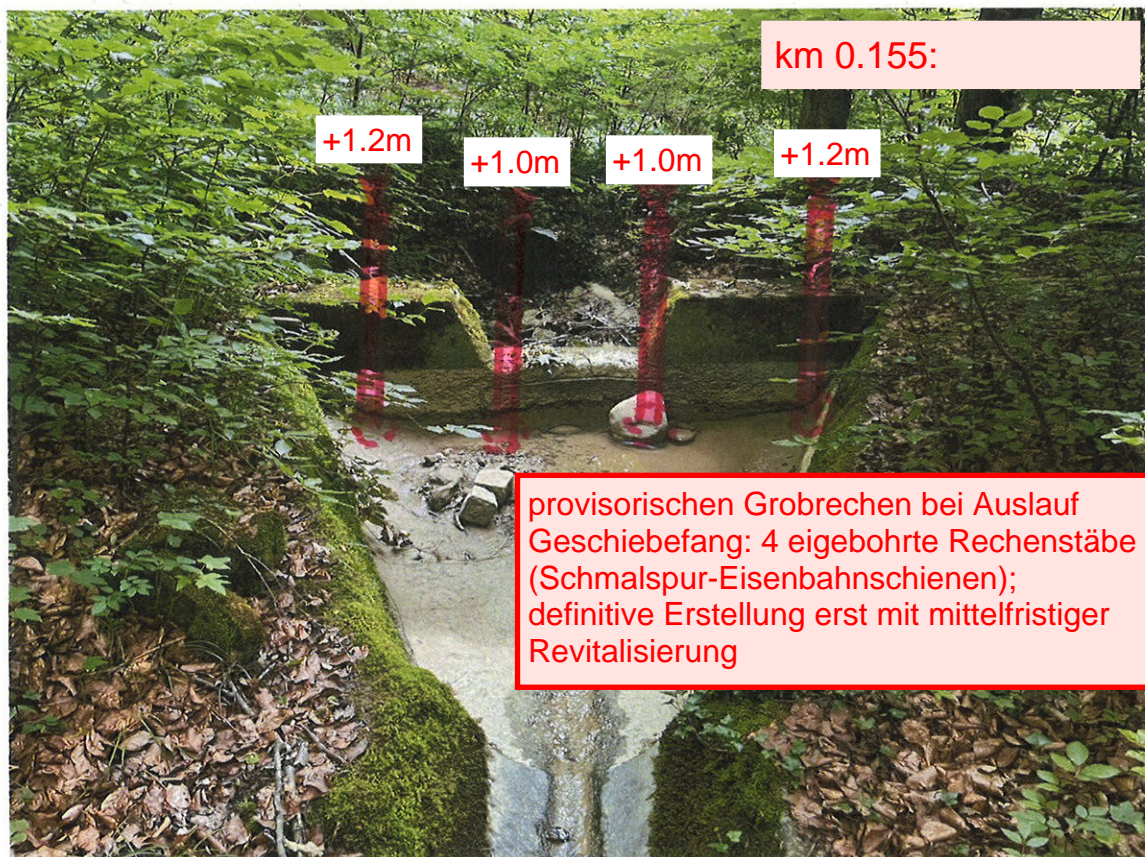 km 0.155:
+1.2m
+1.0m
+1.0m
+1.2m
provisorischen Grobrechen bei Auslauf
Geschiebefang: 4 eigebohrte Rechenstäbe
(Schmalspur-Eisenbahnschienen);
definitive Erstellung erst mit mittelfristiger
Revitalisierung